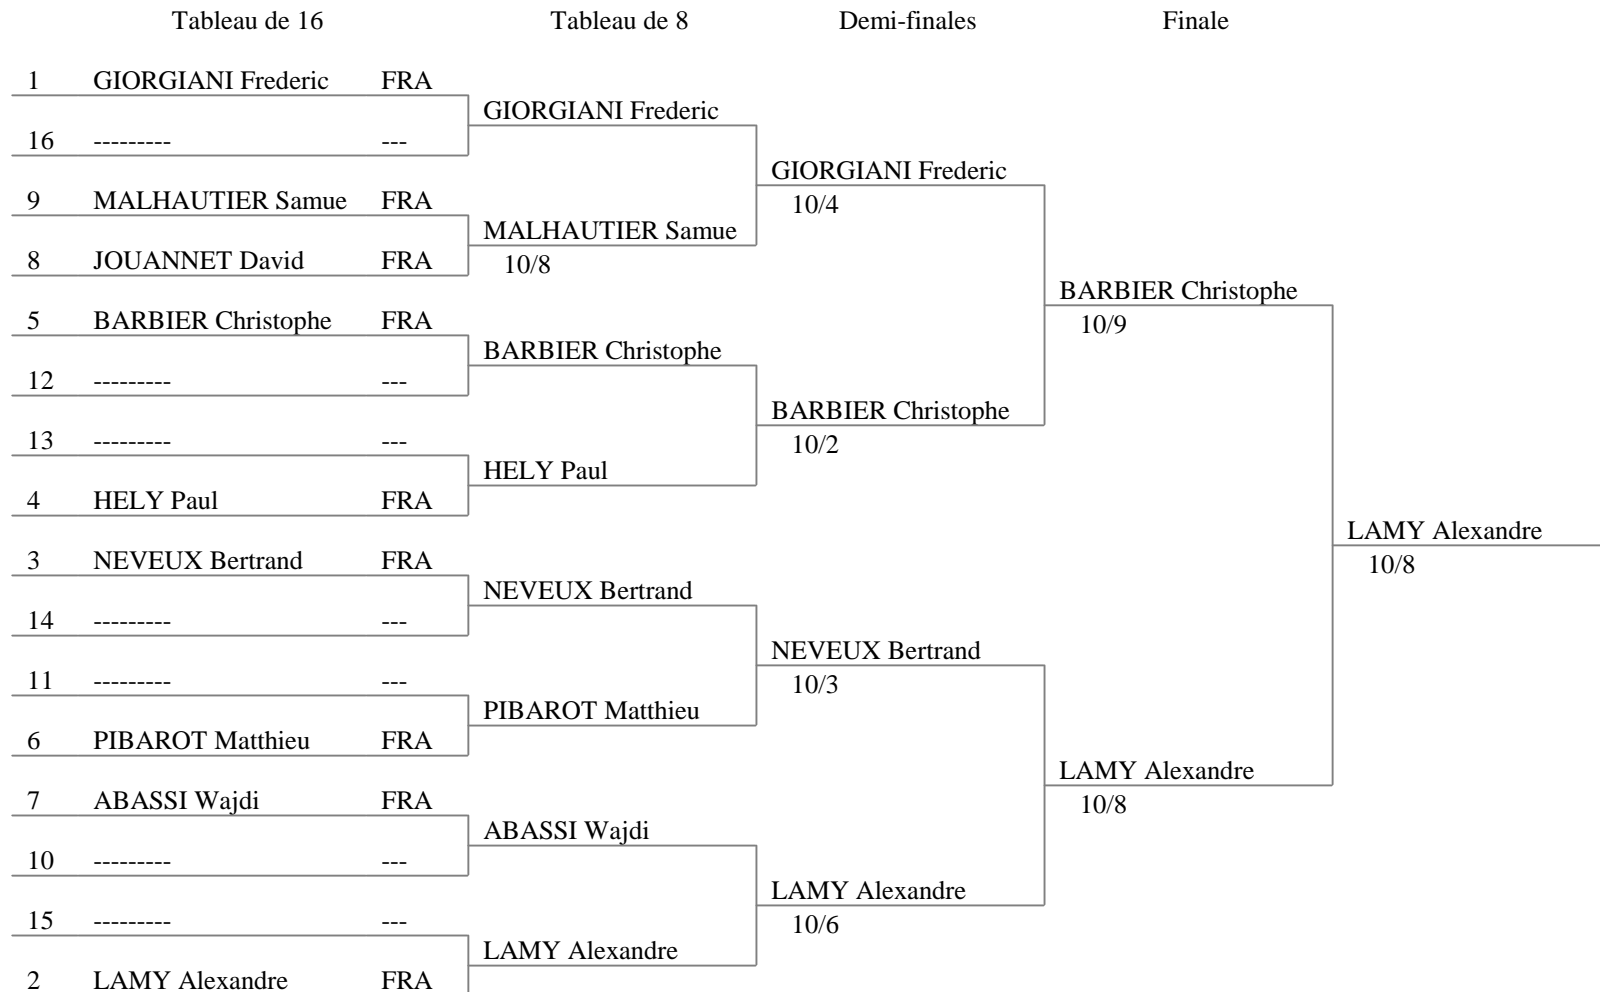 Tableau de 16 Tableau de 8 Demi-finales Finale
1 GIORGIANI Frederic FRA
GIORGIANI Frederic
16 --------- ---
GIORGIANI Frederic
10/4
9 MALHAUTIER Samue FRA
MALHAUTIER Samue
10/8
8 JOUANNET David FRA
BARBIER Christophe
10/9
5 BARBIER Christophe FRA
BARBIER Christophe
12 --------- ---
BARBIER Christophe
10/2
13 --------- ---
HELY Paul
4 HELY Paul FRA
LAMY Alexandre
10/8
3 NEVEUX Bertrand FRA
NEVEUX Bertrand
14 --------- ---
NEVEUX Bertrand
10/3
11 --------- ---
PIBAROT Matthieu
6 PIBAROT Matthieu FRA
LAMY Alexandre
10/8
7 ABASSI Wajdi FRA
ABASSI Wajdi
10 --------- ---
LAMY Alexandre
10/6
15 --------- ---
LAMY Alexandre
2 LAMY Alexandre FRA